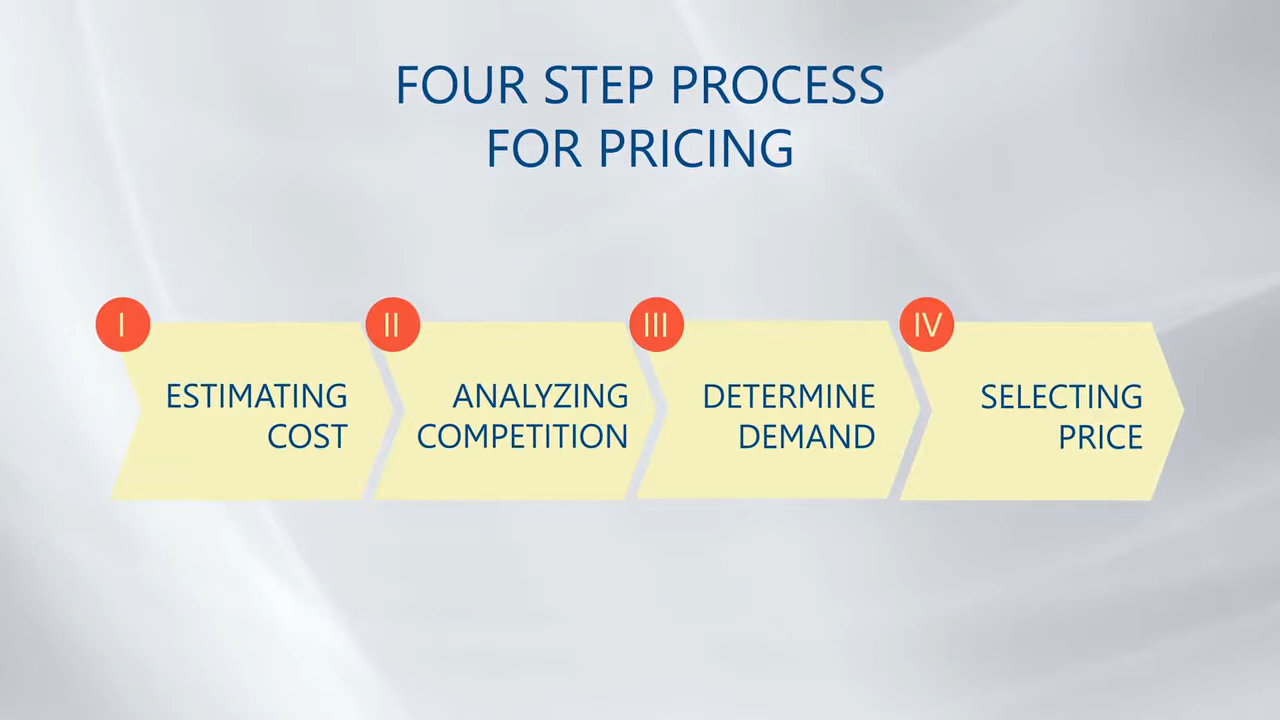 FOUR STEP PROCESS
FOR PRICING
I
ESTIMATING
COST
II
ANALYZING
COMPETITION
III
DETERMINE
DEMAND
IV
SELECTING
PRICE